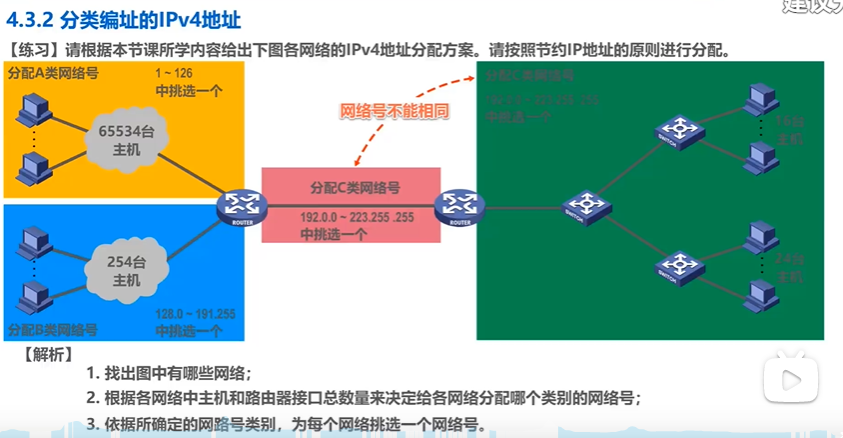 建议
4.3.2 分类编址的IPv4地址
【练习】请根据本节课所学内容给出下图各网络的IPv4地址分配方案。请按照节约IP地址的原则进行分配。
分配A类网络号
1 ~ 126
中挑选一个
65534台
主机
网络号不能相同
分配C类网络号
192.0.0 ~ 223.255 .255
中挑选一个
ROUTER
ROUTER
分配C类网络号
中挑选一个
SWITCH
SWITCH
SWITCH
主机
24台
主机
254台
主机
分配B类网络号
128.0 ~ 191.255
中挑选一个
【解析】
1. 找出图中有哪些网络；
2. 根据各网络中主机和路由器接口总数量来决定给各网络分配哪个类别的网络号；
3. 依据所确定的网路号类别，为每个网络挑选一个网络号。